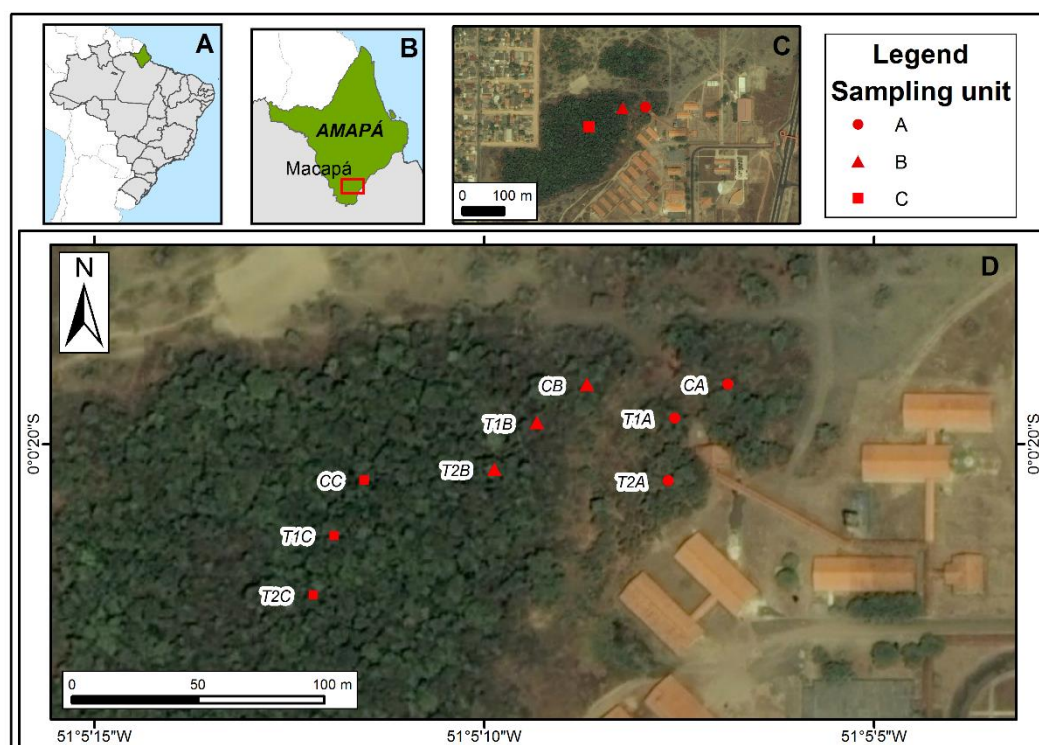 A
B
AMAPÁ
Macapá
C
0
100 m
Legend
Sampling unit
A
B
C
N
D
CB
CA
T1B
T1A
T2B
T2A
CC
T1C
T2C
0°0'20"S
0°0'20"S
0
50
100 m
51°5'15"W
51°5'10"W
51°5'5"W